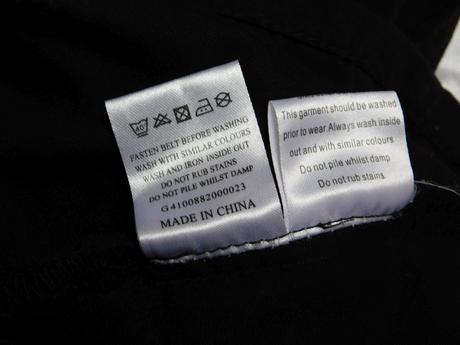 40
FASTEN BELT BEFORE WASHING
WASH WITH SIMILAR COLOURS
WASH AND IRON INSIDE OUT
DO NOT RUB STAINS
DO NOT PILE WHILST DAMP
G4100882000023
MADE IN CHINA
This garment should be washed
prior to wear Always wash inside
out and with similar colours
Do not pile whilst damp
Do not rub stains